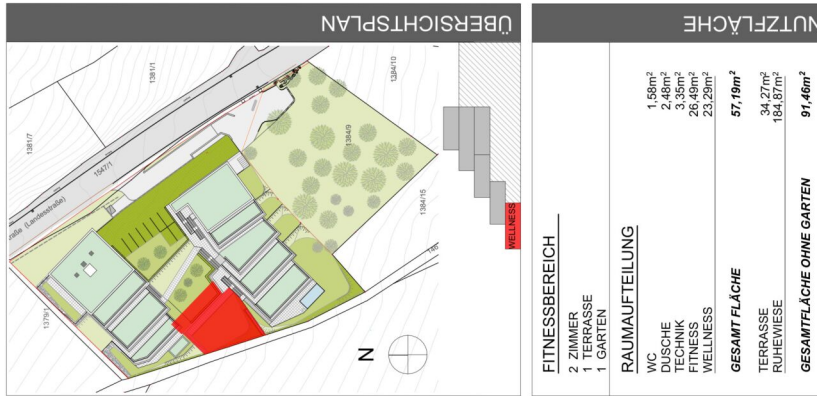 ÜBERSICHTSPLAN
1381/7
1381/1
1547/1
raße (Landesstraße)
1384/10
1384/9
1384/15
1379/1
N
WELLNESS
NUTZFLÄCHE
FITNESSBEREICH
2 ZIMMER
1 TERRASSE
1 GARTEN
RAUMAUFTEILUNG
WC 1,58m²
DUSCHE 2,48m²
TECHNIK 3,35m²
FITNESS 26,49m²
WELLNESS 23,29m²
GESAMT FLÄCHE 57,19m²
TERRASSE 34,27m²
RUHEWIESE 184,87m²
GESAMTFLÄCHE OHNE GARTEN 91,46m²